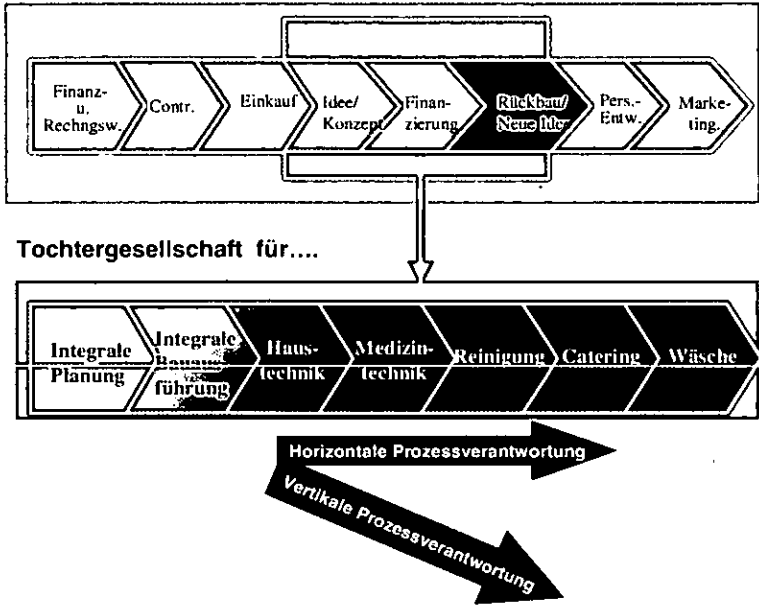 Finanz-
u.
Rechngsw.
Contr.
Einkauf
Idee/
Konzept
Finan-
zierung
Rückbau/
Neue Idee
Pers.-
Entw.
Marke-
ting.
Tochtergesellschaft für....
Integrale
Planung
Integrale
führung
Haus-
technik
Medizin-
technik
Reinigung
Catering
Wäsche
Horizontale Prozessverantwortung
Vertikale Prozessverantwortung